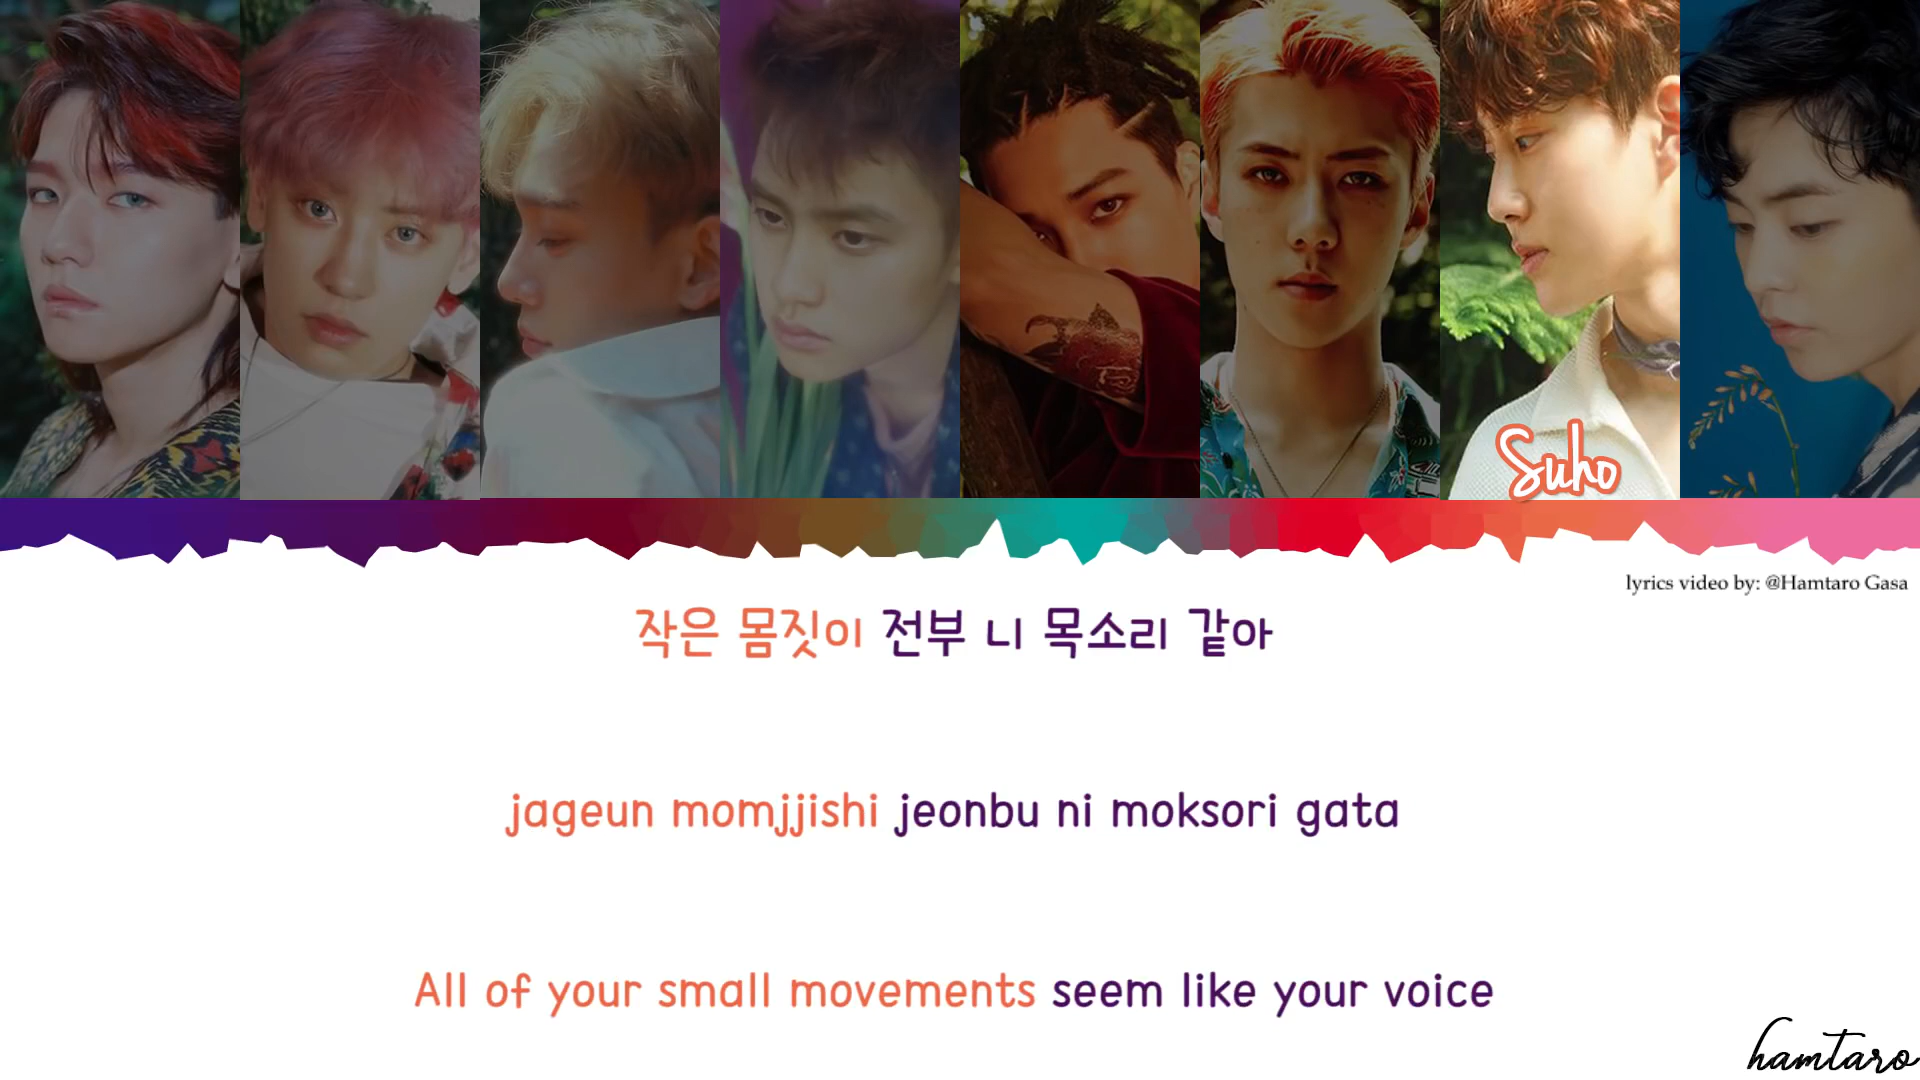 Suho
lyrics video by: @Hamtaro Gasa
작은 몸짓이 전부 니 목소리 같아
jageun momjjishi jeonbu ni moksori gata
All of your small movements seem like your voice
hamtaro